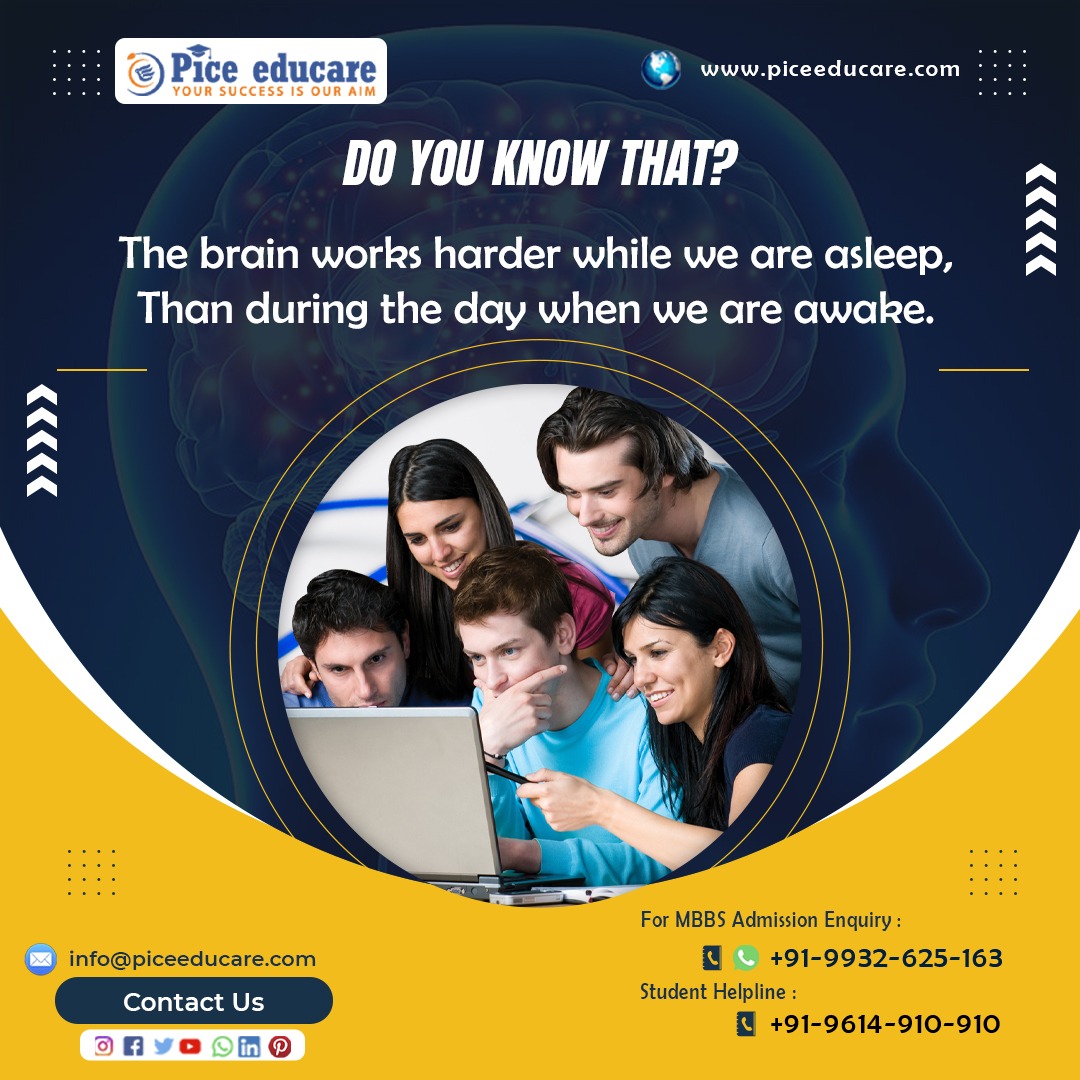 Pice educare
YOUR SUCCESS IS OUR AIM
www.piceeducare.com
DO YOU KNOW THAT?
The brain works harder while we are asleep,
Than during the day when we are awake.
For MBBS Admission Enquiry :
+91-9932-625-163
Student Helpline :
+91-9614-910-910
info@piceeducare.com
Contact Us